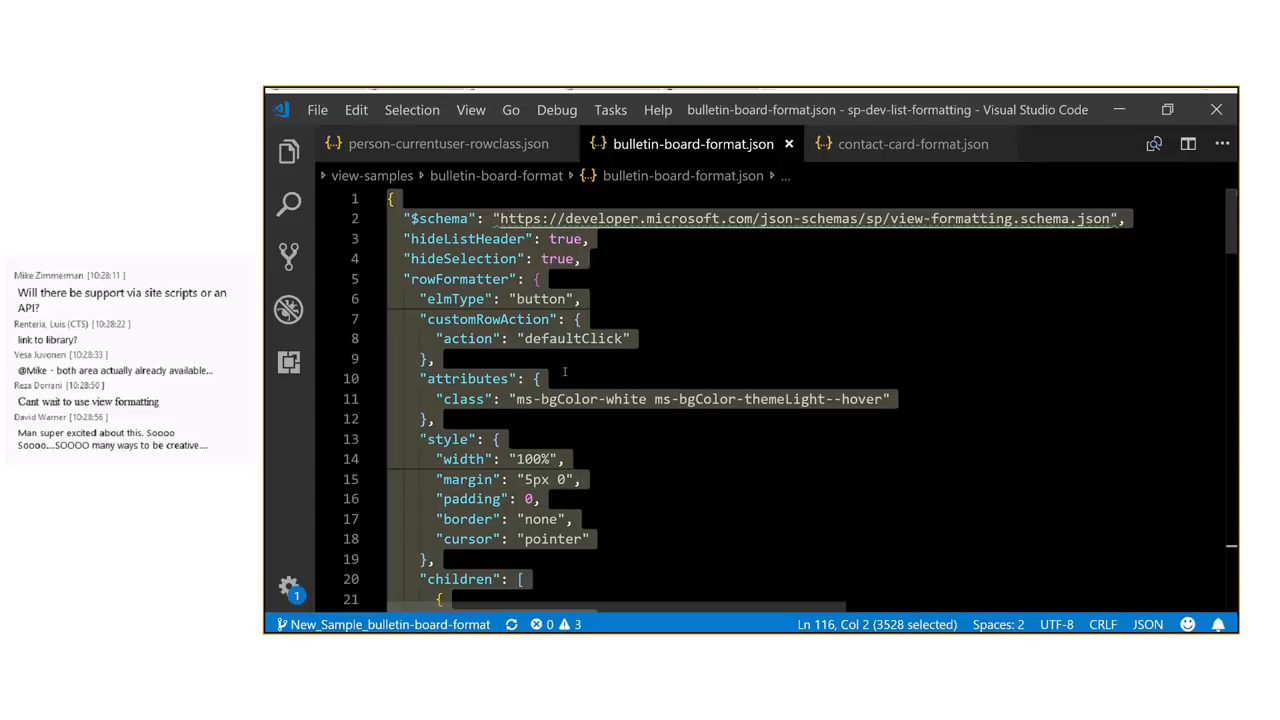 Mike Zimmerman [10:28:11 ]
Will there be support via site scripts or an
API?
Renteria, Luis (CTS) [10:28:22 ]
link to library?
Vesa Juvonen [10:28:33 ]
@Mike - both area actually already available...
Reza Dorrani [10:28:50 ]
Cant wait to use view formatting
David Warner [10:28:56 ]
Man super excited about this. Soooo
Soooo....SOOOO many ways to be creative....
File Edit Selection View Go Debug Tasks Help bulletin-board-format.json - sp-dev-list-formatting - Visual Studio Code
{··} person-currentuser-rowclass.json {··} bulletin-board-format.json × {··} contact-card-format.json ···
view-samples bulletin-board-format {··} bulletin-board-format.json ...
1 {
2 "$schema": "https://developer.microsoft.com/json-schemas/sp/view-formatting.schema.json",
3 "hideListHeader": true,
4 "hideSelection": true,
5 "rowFormatter": {
6 "elmType": "button",
7 "customRowAction": {
8 "action": "defaultClick"
9 },
10 "attributes": {
11 "class": "ms-bgColor-white ms-bgColor-themeLight--hover"
12 },
13 "style": {
14 "width": "100%",
15 "margin": "5px 0",
16 "padding": 0,
17 "border": "none",
18 "cursor": "pointer"
19 },
20 "children": [
21 {
1
New_Sample_bulletin-board-format 0 3 Ln 116, Col 2 (3528 selected) Spaces: 2 UTF-8 CRLF JSON